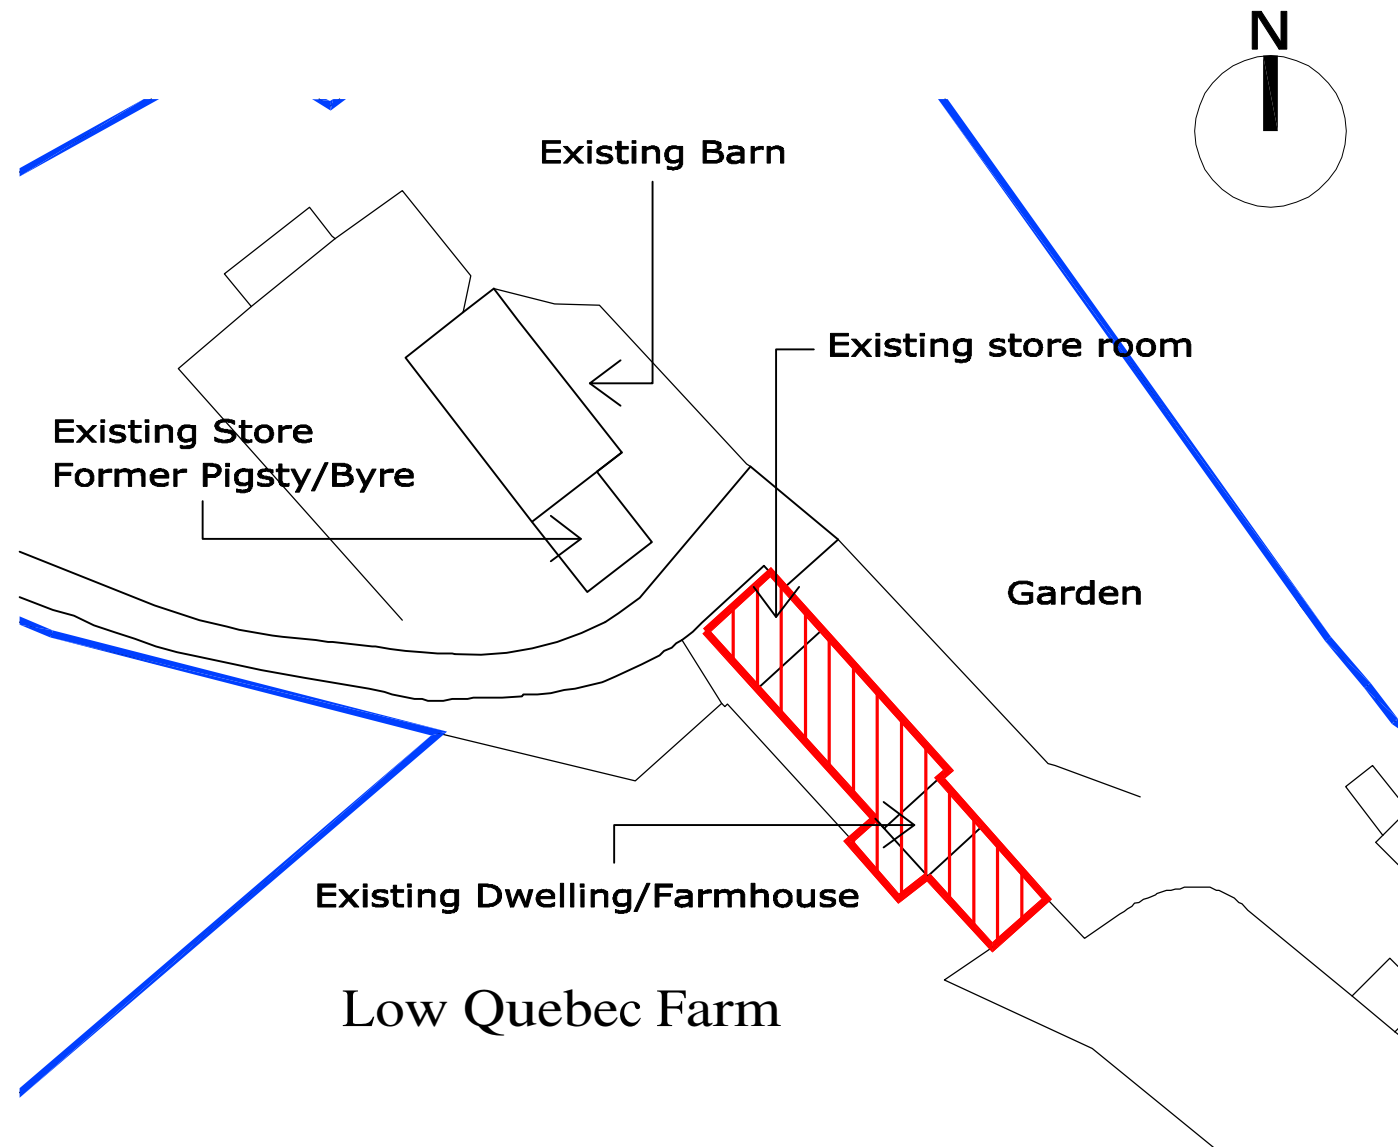 N
Existing Barn
Existing store room
Existing Store
Former Pigsty/Byre
Garden
Existing Dwelling/Farmhouse
Low Quebec Farm